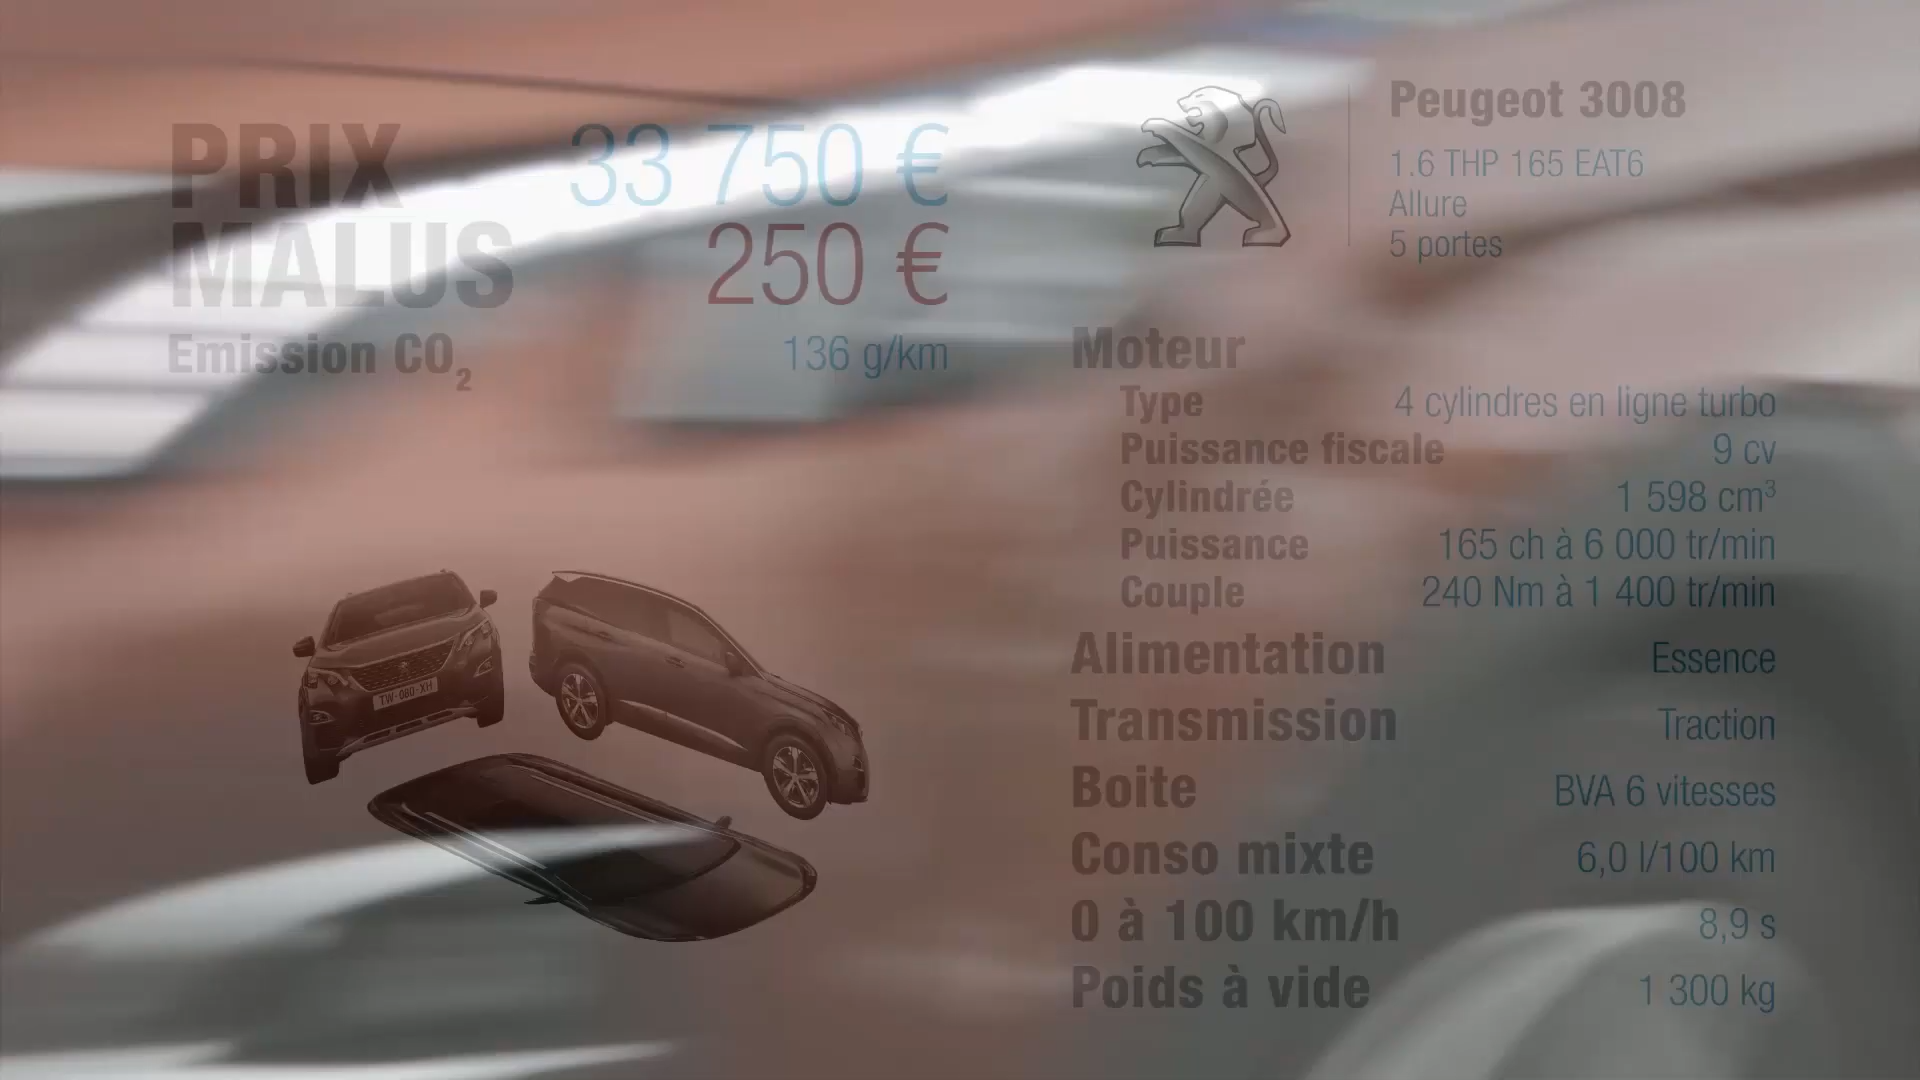 PRIX 33 750 €
MALUS 250 €
Emission CO₂ 136 g/km
TW-080-XH
Peugeot 3008
1.6 THP 165 EAT6
Allure
5 portes
Moteur
Type 4 cylindres en ligne turbo
Puissance fiscale 9 cv
Cylindrée 1 598 cm³
Puissance 165 ch à 6 000 tr/min
Couple 240 Nm à 1 400 tr/min
Alimentation Essence
Transmission Traction
Boite BVA 6 vitesses
Conso mixte 6,0 l/100 km
0 à 100 km/h 8,9 s
Poids à vide 1 300 kg